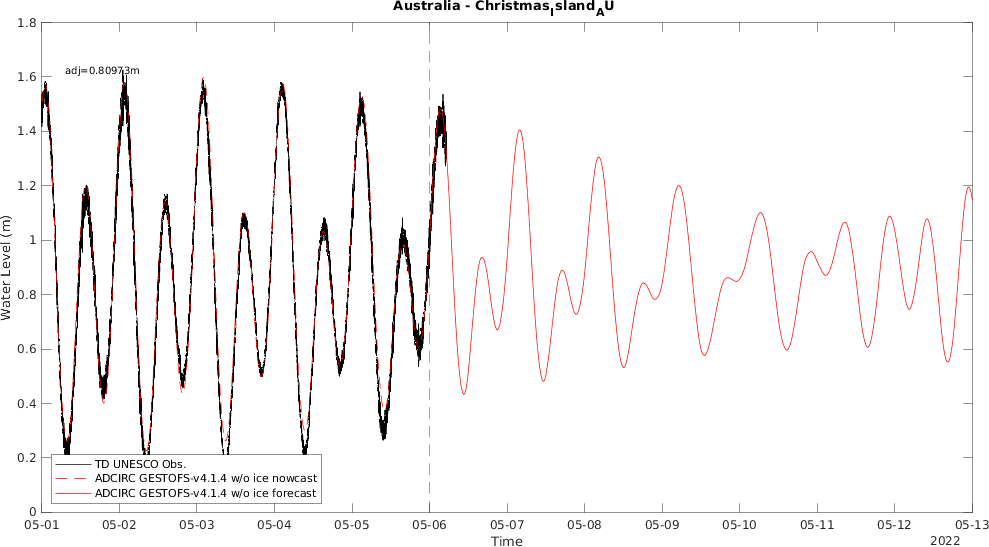 Australia - Christmas_Island_AU
1.8
1.6
1.4
1.2
1
0.8
0.6
0.4
0.2
0
Water Level (m)
adj=0.80973m
TD UNESCO Obs.
ADCIRC GESTOFS-v4.1.4 w/o ice nowcast
ADCIRC GESTOFS-v4.1.4 w/o ice forecast
05-01 05-02 05-03 05-04 05-05 05-06 05-07 05-08 05-09 05-10 05-11 05-12 05-13
Time
2022